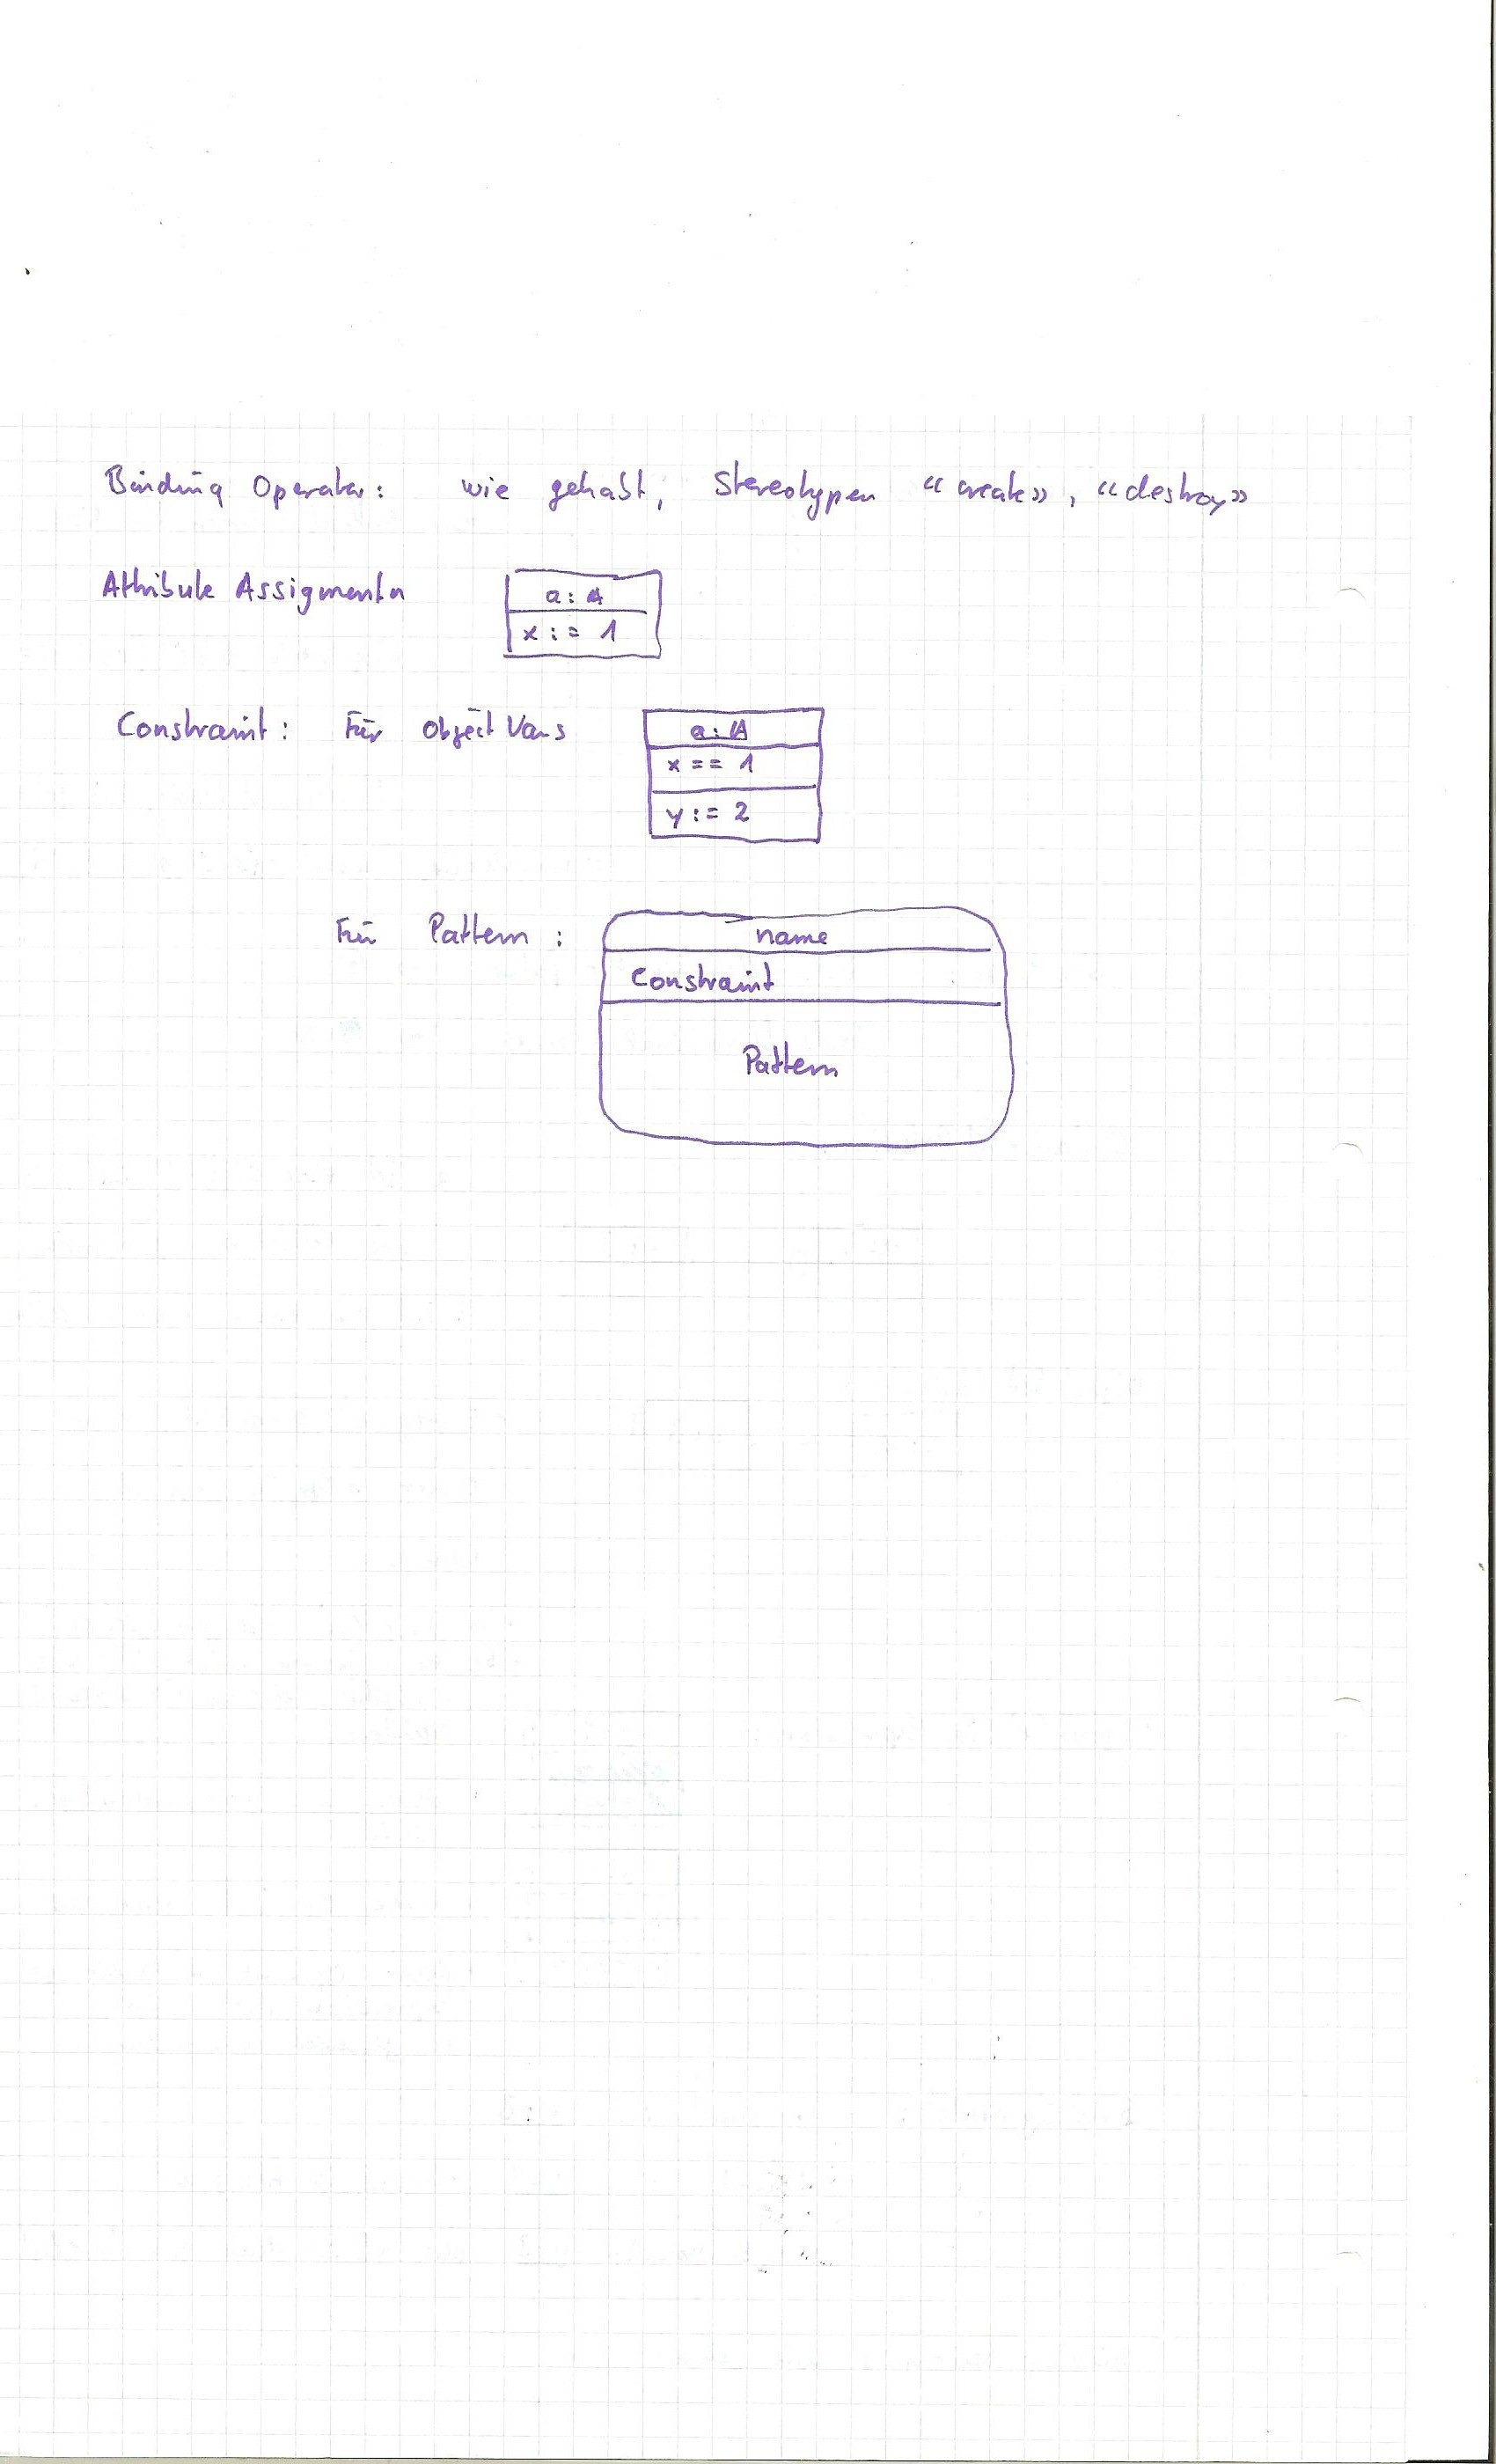 Binding Operator: wie gehabt, Stereotypen «create», «destroy»
Attribute Assigments
a: A
x := 1
Constraint: Für Object Vars
a: A
x == 1
y := 2
Für Pattern :
name
Constraint
Pattern